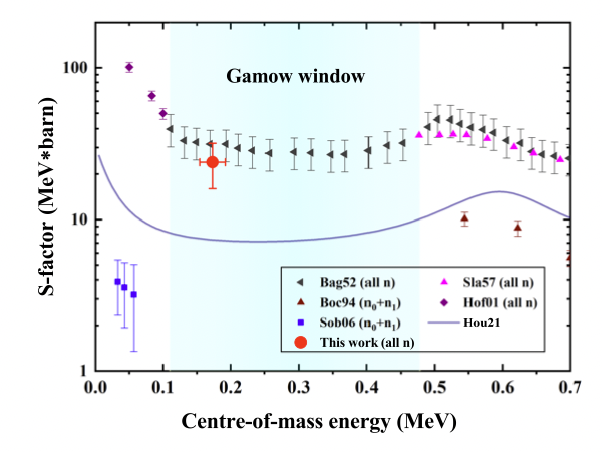 Gamow window
S-factor (MeV*barn)
100
10
1
Bag52 (all n)
Sla57 (all n)
Boc94 (n0+n1)
Hof01 (all n)
Sob06 (n0+n1)
Hou21
This work (all n)
0.0 0.1 0.2 0.3 0.4 0.5 0.6 0.7
Centre-of-mass energy (MeV)